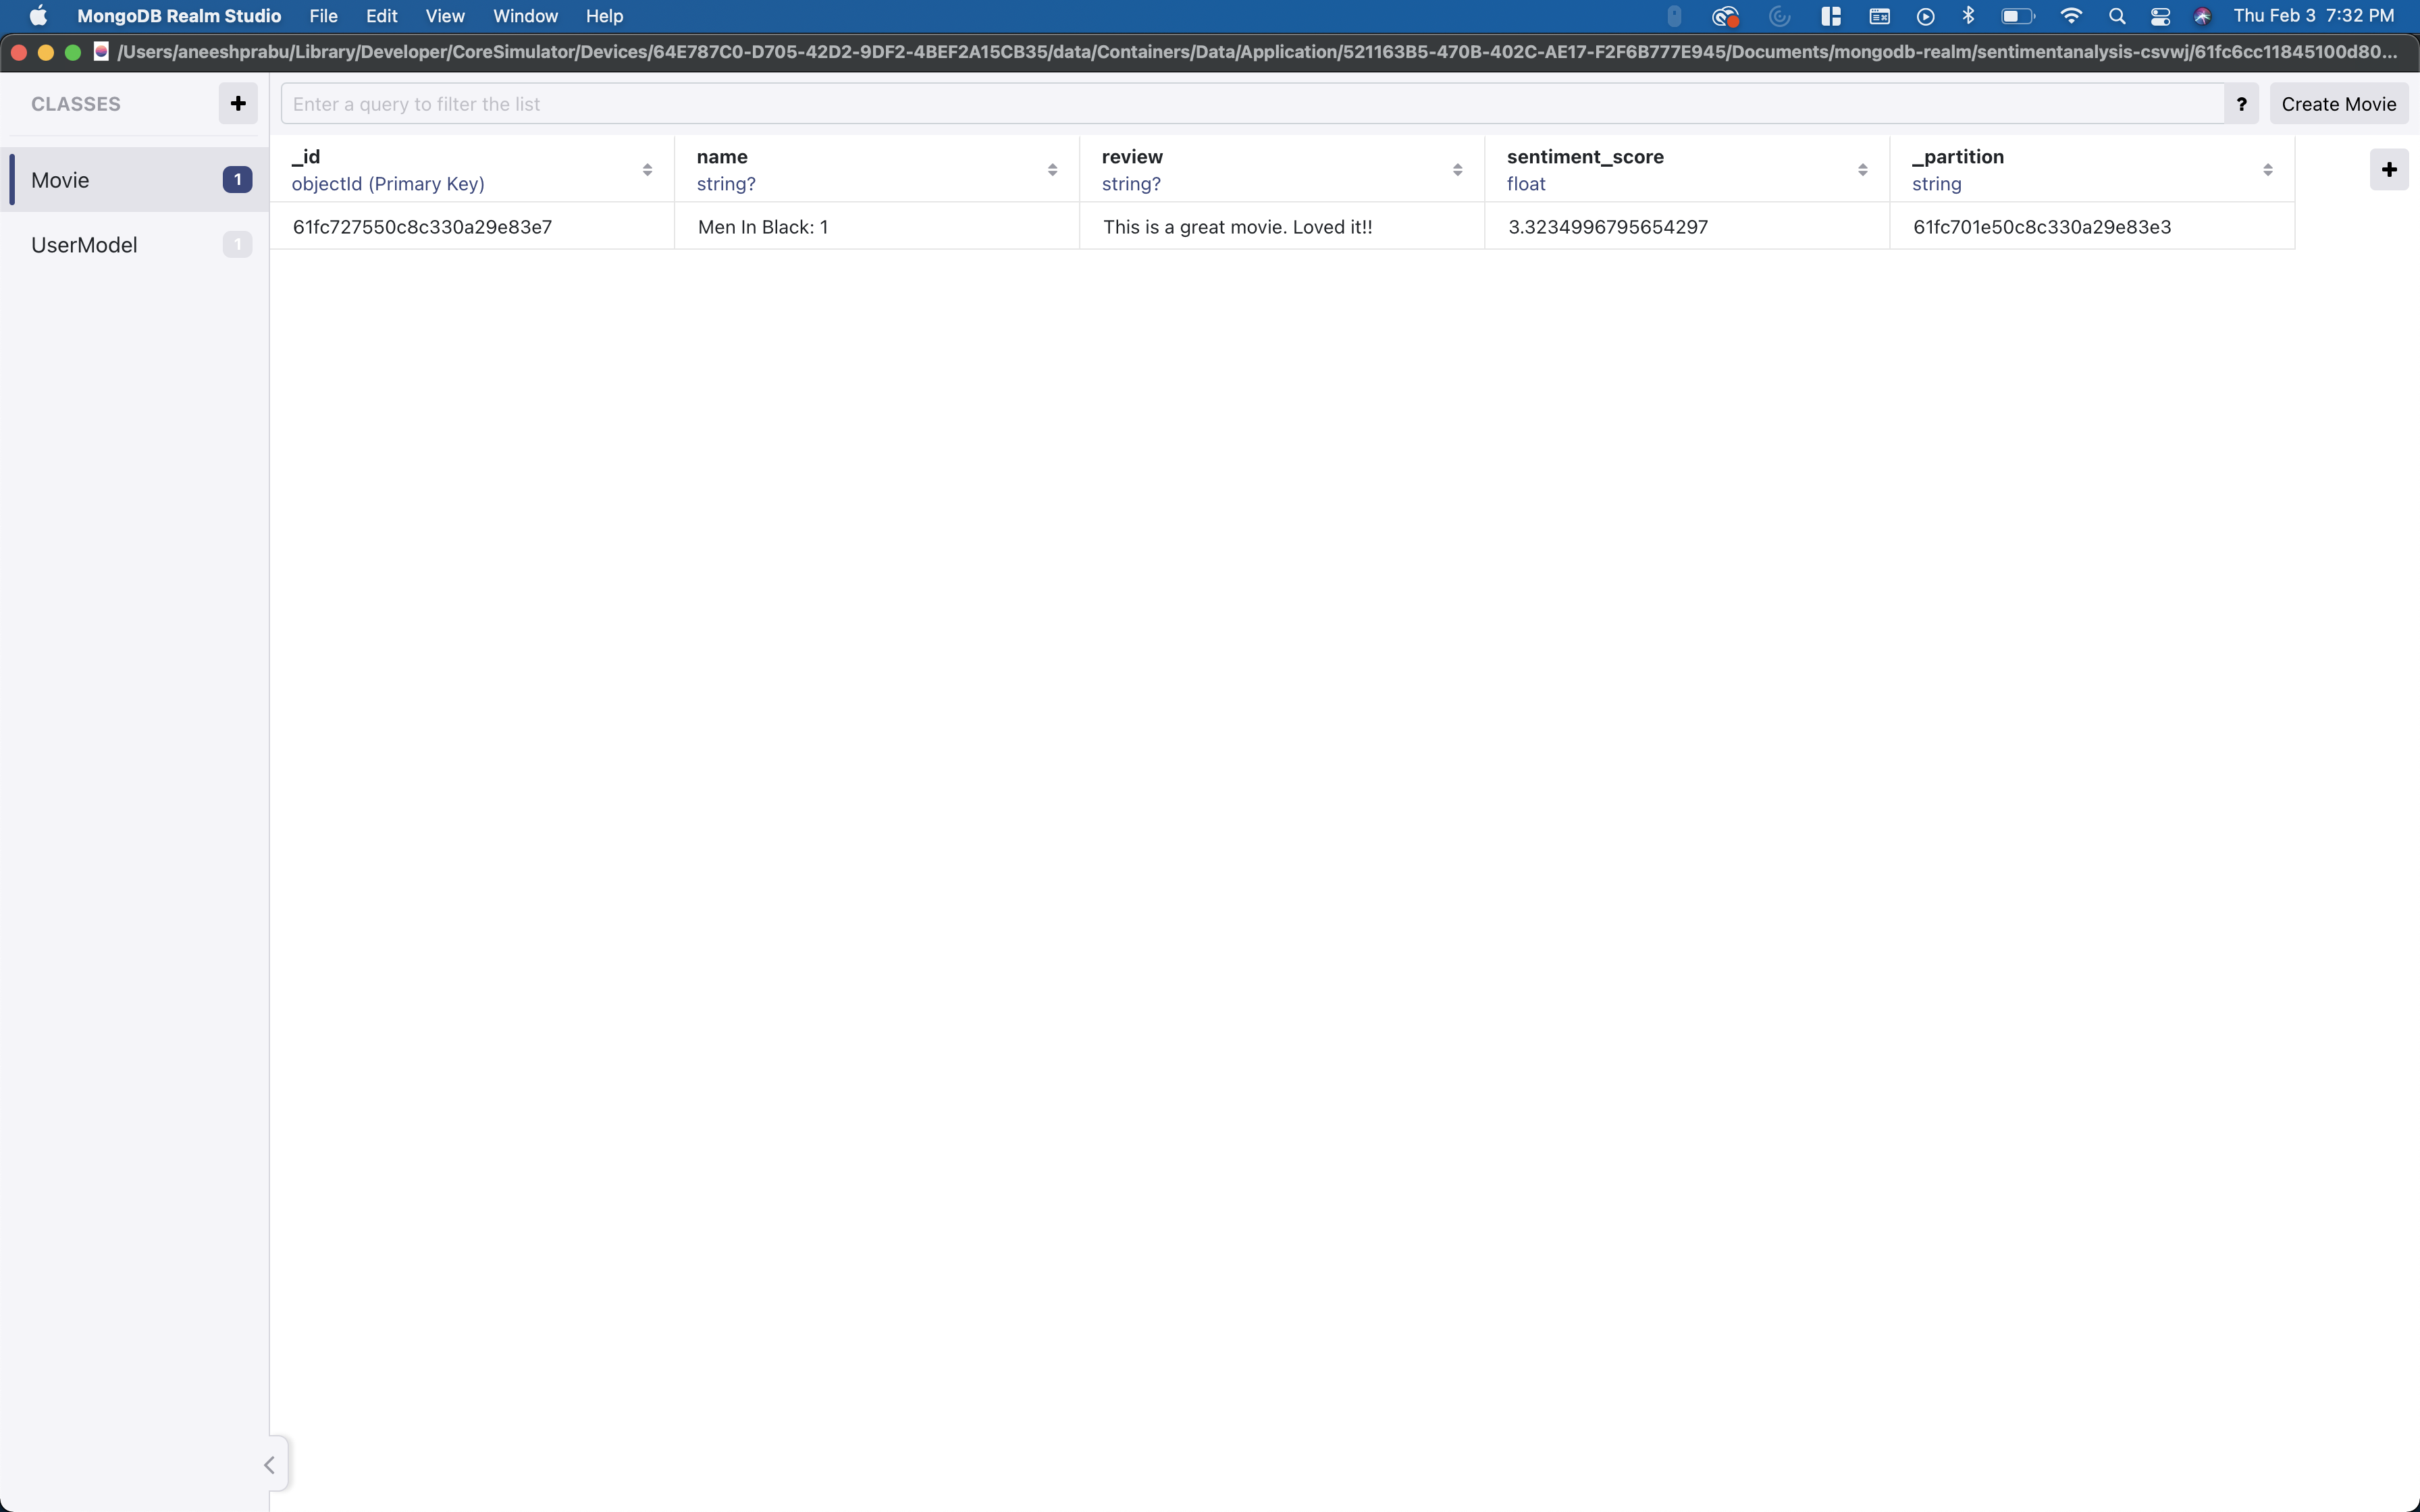 MongoDB Realm Studio File Edit View Window Help Thu Feb 3 7:32 PM
/Users/aneeshprabu/Library/Developer/CoreSimulator/Devices/64E787C0-D705-42D2-9DF2-4BEF2A15CB35/data/Containers/Data/Application/521163B5-470B-402C-AE17-F2F6B777E945/Documents/mongodb-realm/sentimentanalysis-csvwj/61fc6cc11845100d80...
CLASSES + Enter a query to filter the list ? Create Movie
_id name review sentiment_score _partition
objectId (Primary Key) string? string? float string +
Movie 1
61fc727550c8c330a29e83e7 Men In Black: 1 This is a great movie. Loved it!! 3.3234996795654297 61fc701e50c8c330a29e83e3
UserModel 1